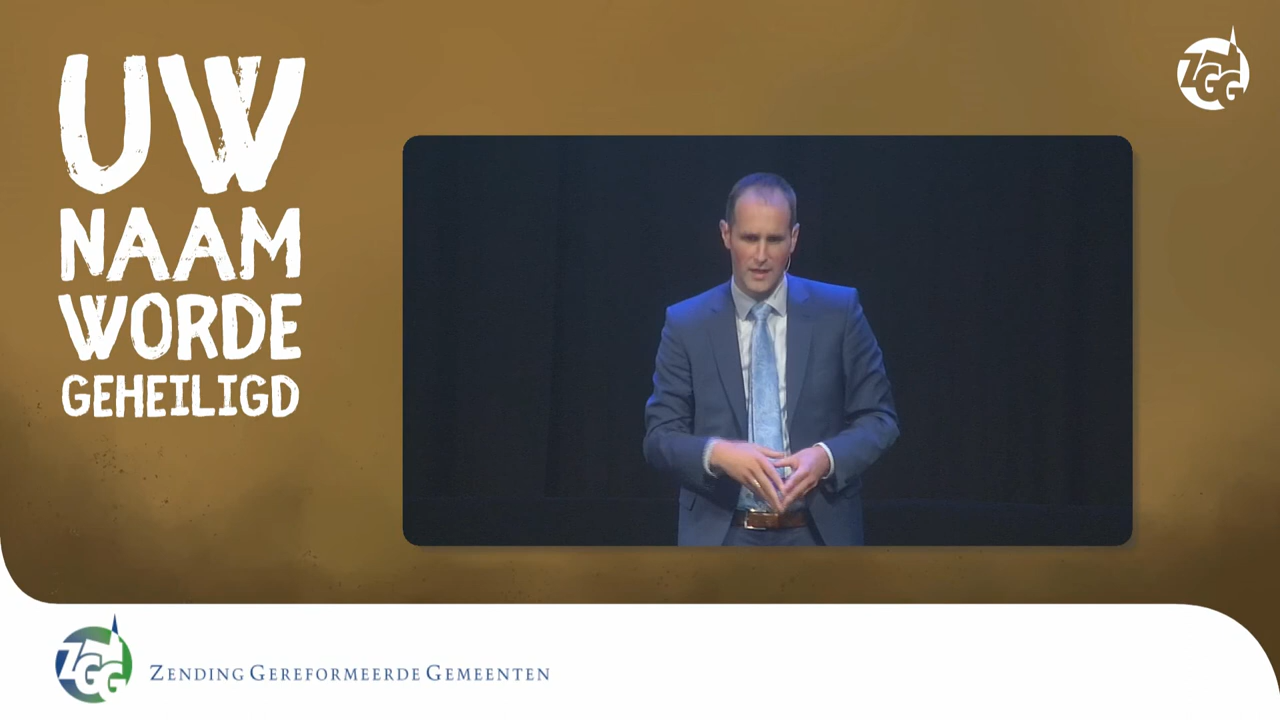 UW
NAAM
WORDE
GEHEILIGD
ZGG
ZGG
ZENDING GEREFORMEERDE GEMEENTEN